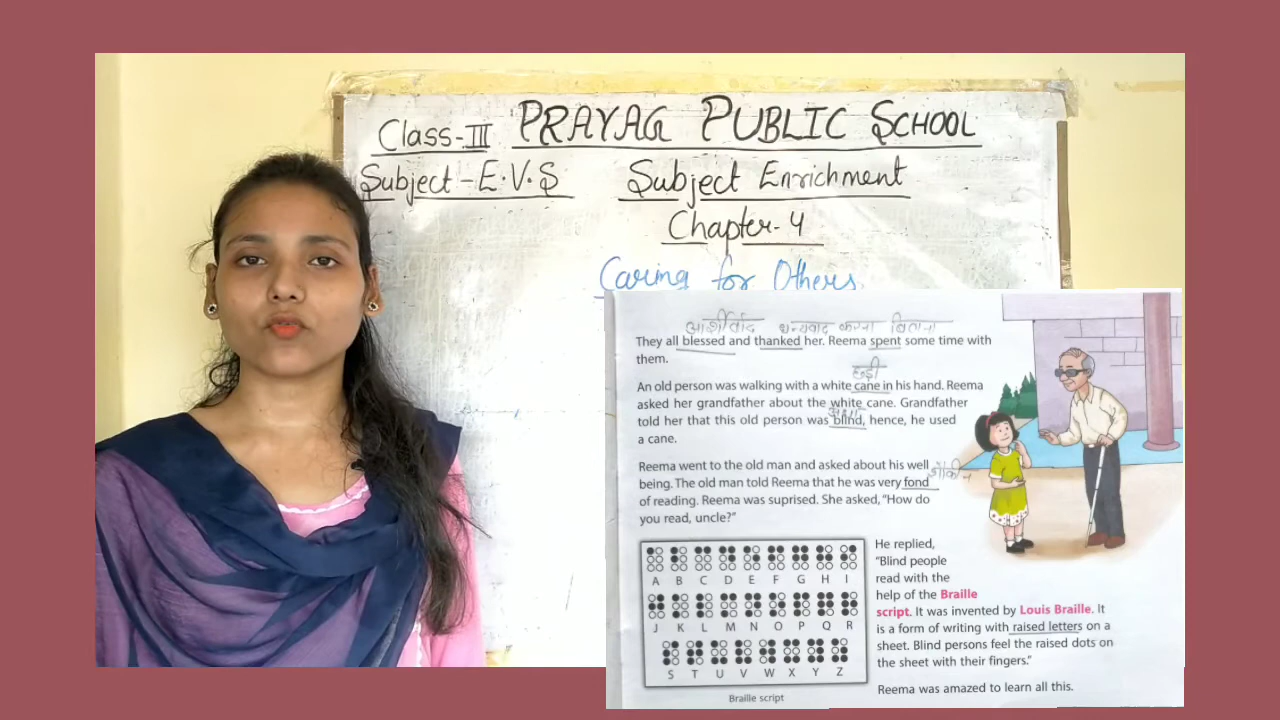 Class-III PRAYAG PUBLIC SCHOOL
Subject - E.V.S Subject Enrichment
Chapter-4
Caring for Others
आशीर्वाद धन्यवाद करना बिताना
They all blessed and thanked her. Reema spent some time with
them.
छड़ी
An old person was walking with a white cane in his hand. Reema
asked her grandfather about the white cane. Grandfather
told her that this old person was blind, hence, he used
a cane.
Reema went to the old man and asked about his well
being. The old man told Reema that he was very fond
of reading. Reema was suprised. She asked, "How do
you read, uncle?"
A B C D E F G H I
J K L M N O P Q R
S T U V W X Y Z
Braille script
He replied,
"Blind people
read with the
help of the Braille
script. It was invented by Louis Braille. It
is a form of writing with raised letters on a
sheet. Blind persons feel the raised dots on
the sheet with their fingers."
Reema was amazed to learn all this.